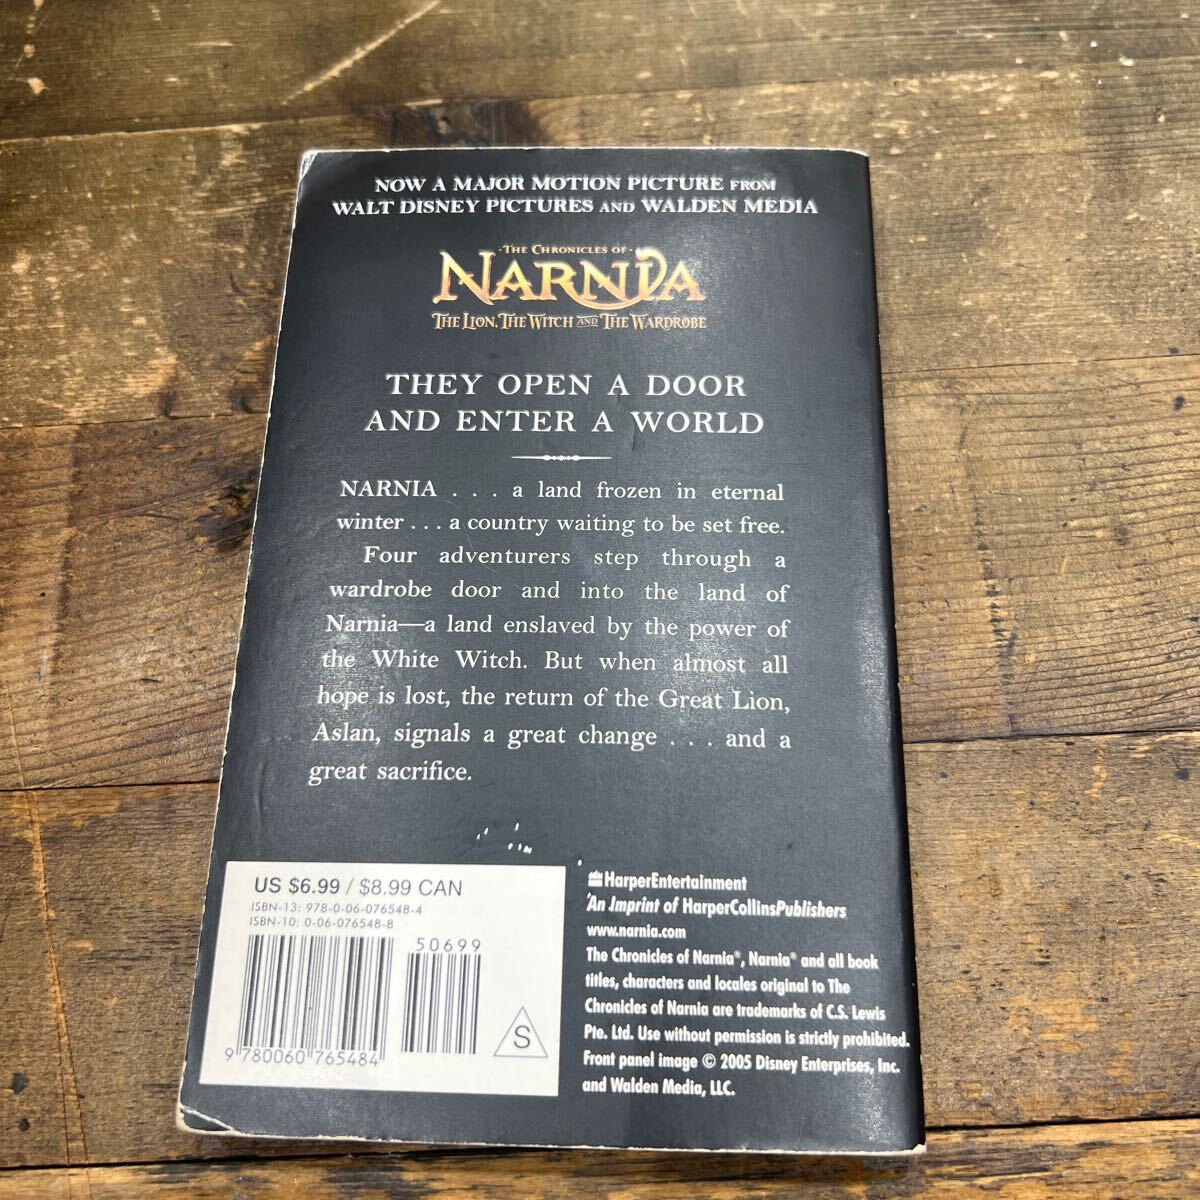 NOW A MAJOR MOTION PICTURE FROM
WALT DISNEY PICTURES AND WALDEN MEDIA
·THE CHRONICLES OF·
NARNIA
THE LION, THE WITCH AND THE WARDROBE
THEY OPEN A DOOR
AND ENTER A WORLD
NARNIA . . . a land frozen in eternal
winter . . . a country waiting to be set free.
Four adventurers step through a
wardrobe door and into the land of
Narnia—a land enslaved by the power of
the White Witch. But when almost all
hope is lost, the return of the Great Lion,
Aslan, signals a great change . . . and a
great sacrifice.
US $6.99 / $8.99 CAN
ISBN-13: 978-0-06-076548-4
ISBN-10: 0-06-076548-8
50699
9 780060 765484
S
HarperEntertainment
An Imprint of HarperCollinsPublishers
www.narnia.com
The Chronicles of Narnia®, Narnia® and all book
titles, characters and locales original to The
Chronicles of Narnia are trademarks of C.S. Lewis
Pte. Ltd. Use without permission is strictly prohibited.
Front panel image © 2005 Disney Enterprises, Inc.
and Walden Media, LLC.